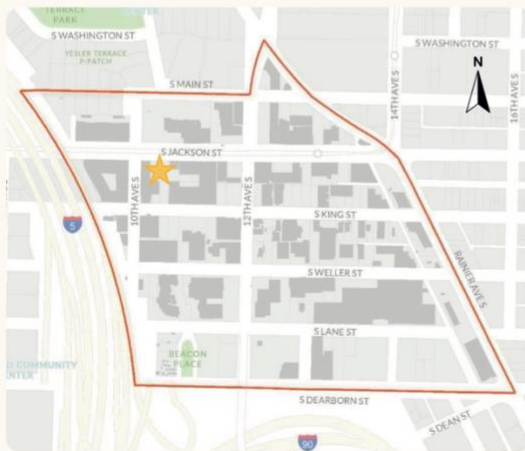 TERRACE
PARK
CENTER
S WASHINGTON ST
S WASHINGTON ST
YESLER TERRACE
P-PATCH
N
S MAIN ST
14TH AVE S
16TH AVE S
S JACKSON ST
10TH AVE S
12TH AVE S
S KING ST
5
RAINIER AVE S
S WELLER ST
S LANE ST
BEACON
PLACE
COMMUNITY
S DEARBORN ST
S DEAN ST
90